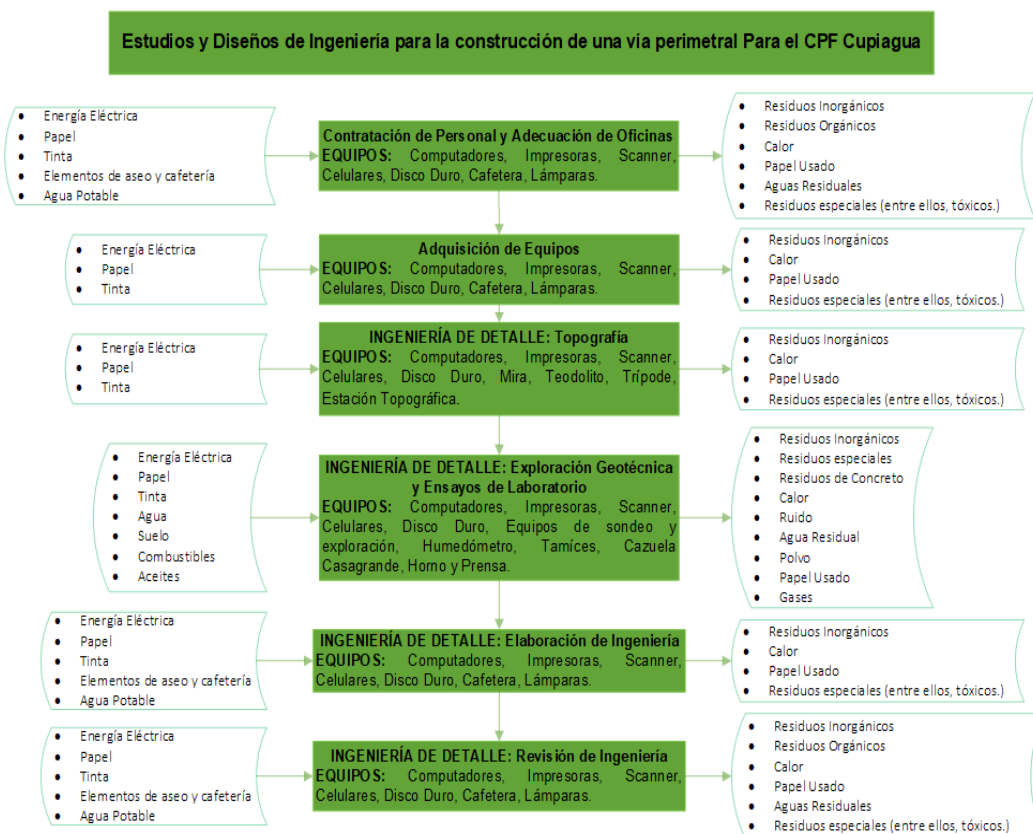 Estudios y Diseños de Ingeniería para la construcción de una vía perimetral Para el CPF Cupiagua
• Energía Eléctrica
• Papel
• Tinta
• Elementos de aseo y cafetería
• Agua Potable
Contratación de Personal y Adecuación de Oficinas
EQUIPOS: Computadores, Impresoras, Scanner,
Celulares, Disco Duro, Cafetera, Lámparas.
• Residuos Inorgánicos
• Residuos Orgánicos
• Calor
• Papel Usado
• Aguas Residuales
• Residuos especiales (entre ellos, tóxicos.)
• Energía Eléctrica
• Papel
• Tinta
Adquisición de Equipos
EQUIPOS: Computadores, Impresoras, Scanner,
Celulares, Disco Duro, Cafetera, Lámparas.
• Residuos Inorgánicos
• Calor
• Papel Usado
• Residuos especiales (entre ellos, tóxicos.)
• Energía Eléctrica
• Papel
• Tinta
INGENIERÍA DE DETALLE: Topografía
EQUIPOS: Computadores, Impresoras, Scanner,
Celulares, Disco Duro, Mira, Teodolito, Trípode,
Estación Topográfica.
• Residuos Inorgánicos
• Calor
• Papel Usado
• Residuos especiales (entre ellos, tóxicos.)
• Energía Eléctrica
• Papel
• Tinta
• Agua
• Suelo
• Combustibles
• Aceites
INGENIERÍA DE DETALLE: Exploración Geotécnica
y Ensayos de Laboratorio
EQUIPOS: Computadores, Impresoras, Scanner,
Celulares, Disco Duro, Equipos de sondeo y
exploración, Humedómetro, Tamíces, Cazuela
Casagrande, Horno y Prensa.
• Residuos Inorgánicos
• Residuos especiales
• Residuos de Concreto
• Calor
• Ruido
• Agua Residual
• Polvo
• Papel Usado
• Gases
• Energía Eléctrica
• Papel
• Tinta
• Elementos de aseo y cafetería
• Agua Potable
INGENIERÍA DE DETALLE: Elaboración de Ingeniería
EQUIPOS: Computadores, Impresoras, Scanner,
Celulares, Disco Duro, Cafetera, Lámparas.
• Residuos Inorgánicos
• Calor
• Papel Usado
• Residuos especiales (entre ellos, tóxicos.)
• Energía Eléctrica
• Papel
• Tinta
• Elementos de aseo y cafetería
• Agua Potable
INGENIERÍA DE DETALLE: Revisión de Ingeniería
EQUIPOS: Computadores, Impresoras, Scanner,
Celulares, Disco Duro, Cafetera, Lámparas.
• Residuos Inorgánicos
• Residuos Orgánicos
• Calor
• Papel Usado
• Aguas Residuales
• Residuos especiales (entre ellos, tóxicos.)